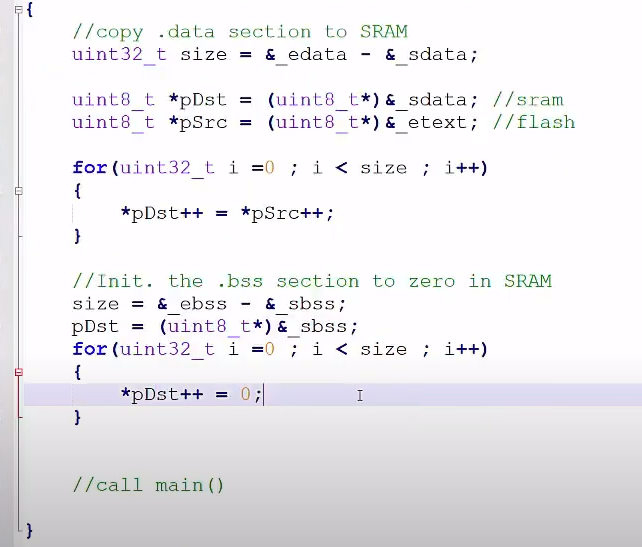 {
//copy .data section to SRAM
uint32_t size = &_edata - &_sdata;
uint8_t *pDst = (uint8_t*)&_sdata; //sram
uint8_t *pSrc = (uint8_t*)&_etext; //flash
for(uint32_t i =0 ; i < size ; i++)
{
*pDst++ = *pSrc++;
}
//Init. the .bss section to zero in SRAM
size = &_ebss - &_sbss;
pDst = (uint8_t*)&_sbss;
for(uint32_t i =0 ; i < size ; i++)
{
*pDst++ = 0;
}
//call main()
}